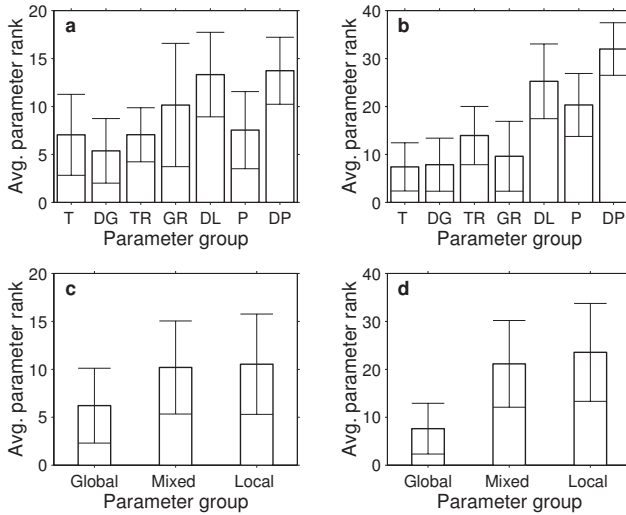 a
20
15
10
5
0
Avg. parameter rank
T DG TR GR DL P DP
Parameter group
b
40
30
20
10
0
Avg. parameter rank
T DG TR GR DL P DP
Parameter group
c
20
15
10
5
0
Avg. parameter rank
Global Mixed Local
Parameter group
d
40
30
20
10
0
Avg. parameter rank
Global Mixed Local
Parameter group